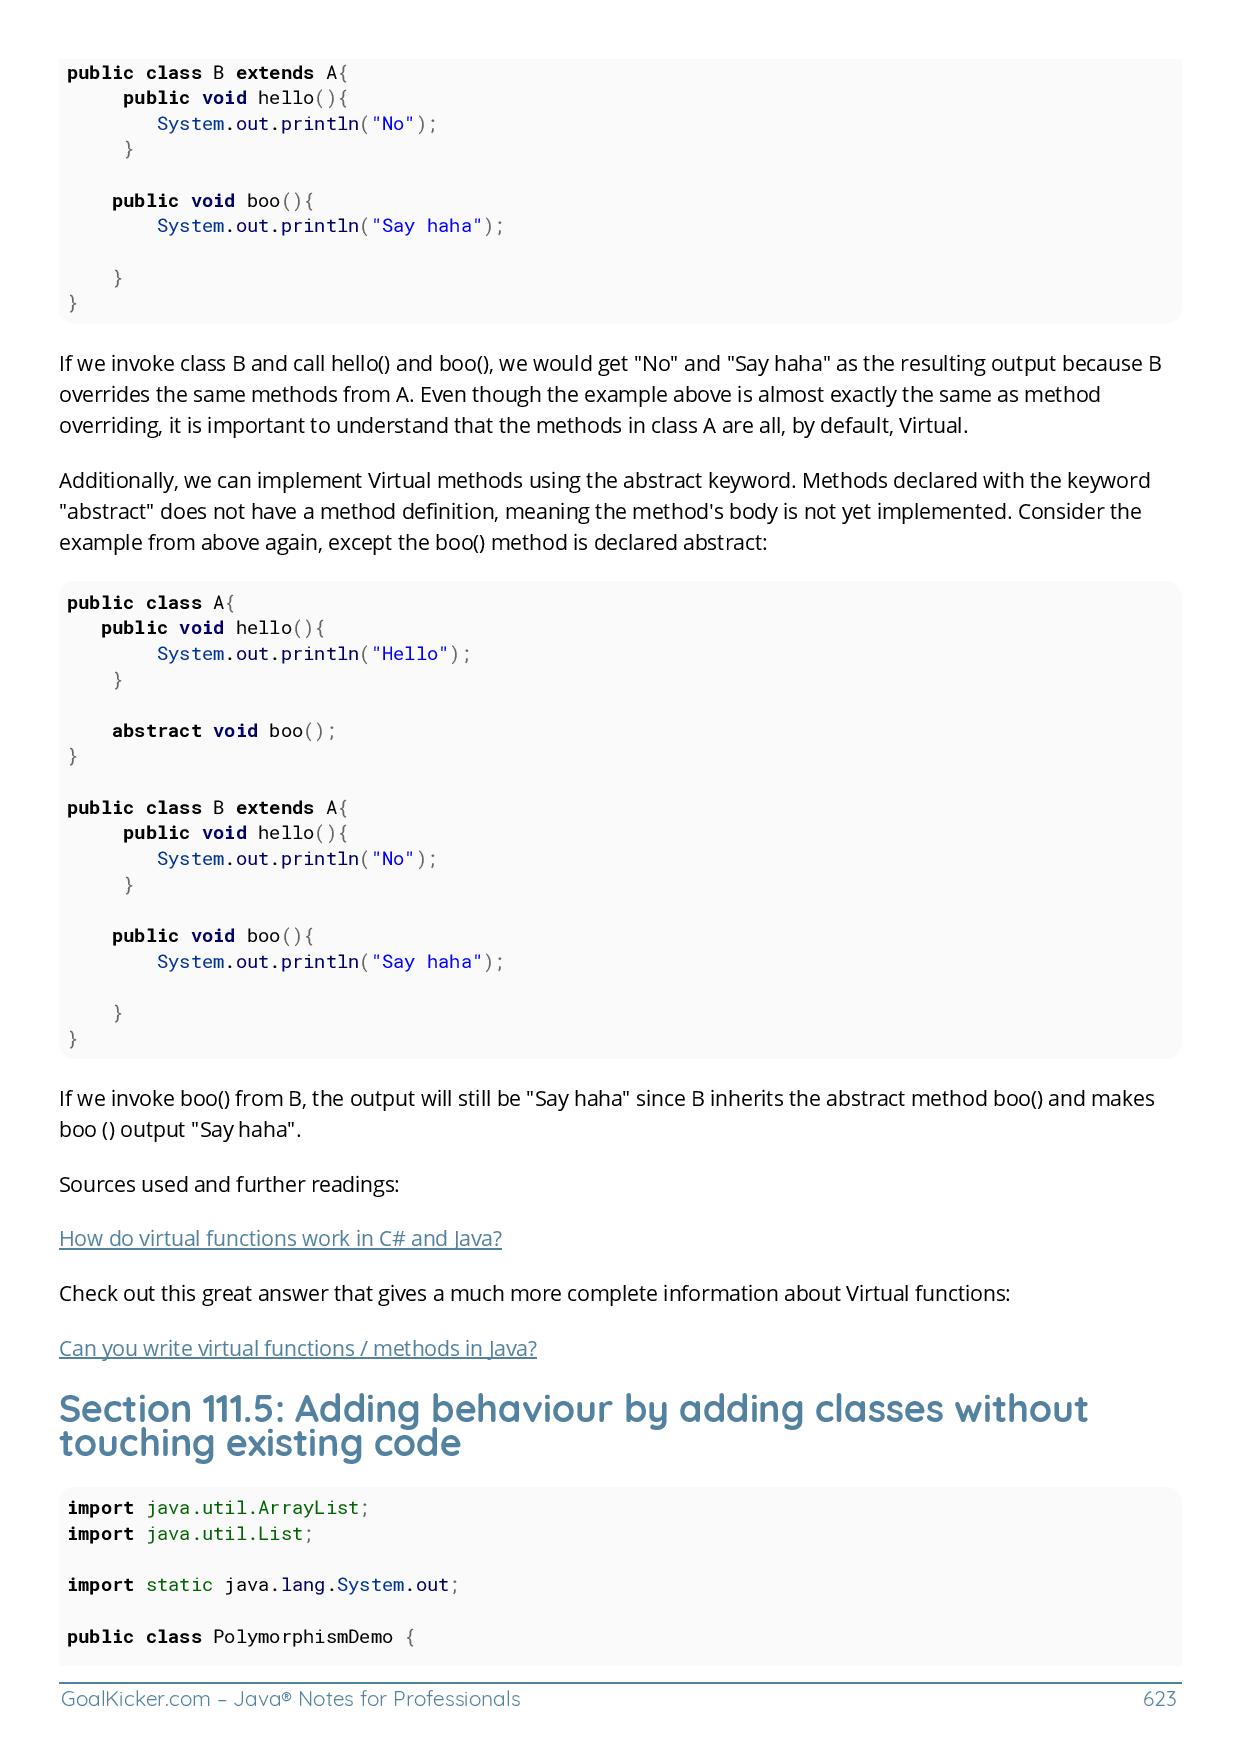 public class B extends A{
     public void hello(){
        System.out.println("No");
     }

    public void boo(){
        System.out.println("Say haha");

    }
}
If we invoke class B and call hello() and boo(), we would get "No" and "Say haha" as the resulting output because B
overrides the same methods from A. Even though the example above is almost exactly the same as method
overriding, it is important to understand that the methods in class A are all, by default, Virtual.
Additionally, we can implement Virtual methods using the abstract keyword. Methods declared with the keyword
"abstract" does not have a method definition, meaning the method's body is not yet implemented. Consider the
example from above again, except the boo() method is declared abstract:
public class A{
   public void hello(){
        System.out.println("Hello");
    }

    abstract void boo();
}

public class B extends A{
     public void hello(){
        System.out.println("No");
     }

    public void boo(){
        System.out.println("Say haha");

    }
}
If we invoke boo() from B, the output will still be "Say haha" since B inherits the abstract method boo() and makes
boo () output "Say haha".
Sources used and further readings:
How do virtual functions work in C# and Java?
Check out this great answer that gives a much more complete information about Virtual functions:
Can you write virtual functions / methods in Java?
Section 111.5: Adding behaviour by adding classes without
touching existing code
import java.util.ArrayList;
import java.util.List;

import static java.lang.System.out;

public class PolymorphismDemo {
GoalKicker.com – Java® Notes for Professionals 623